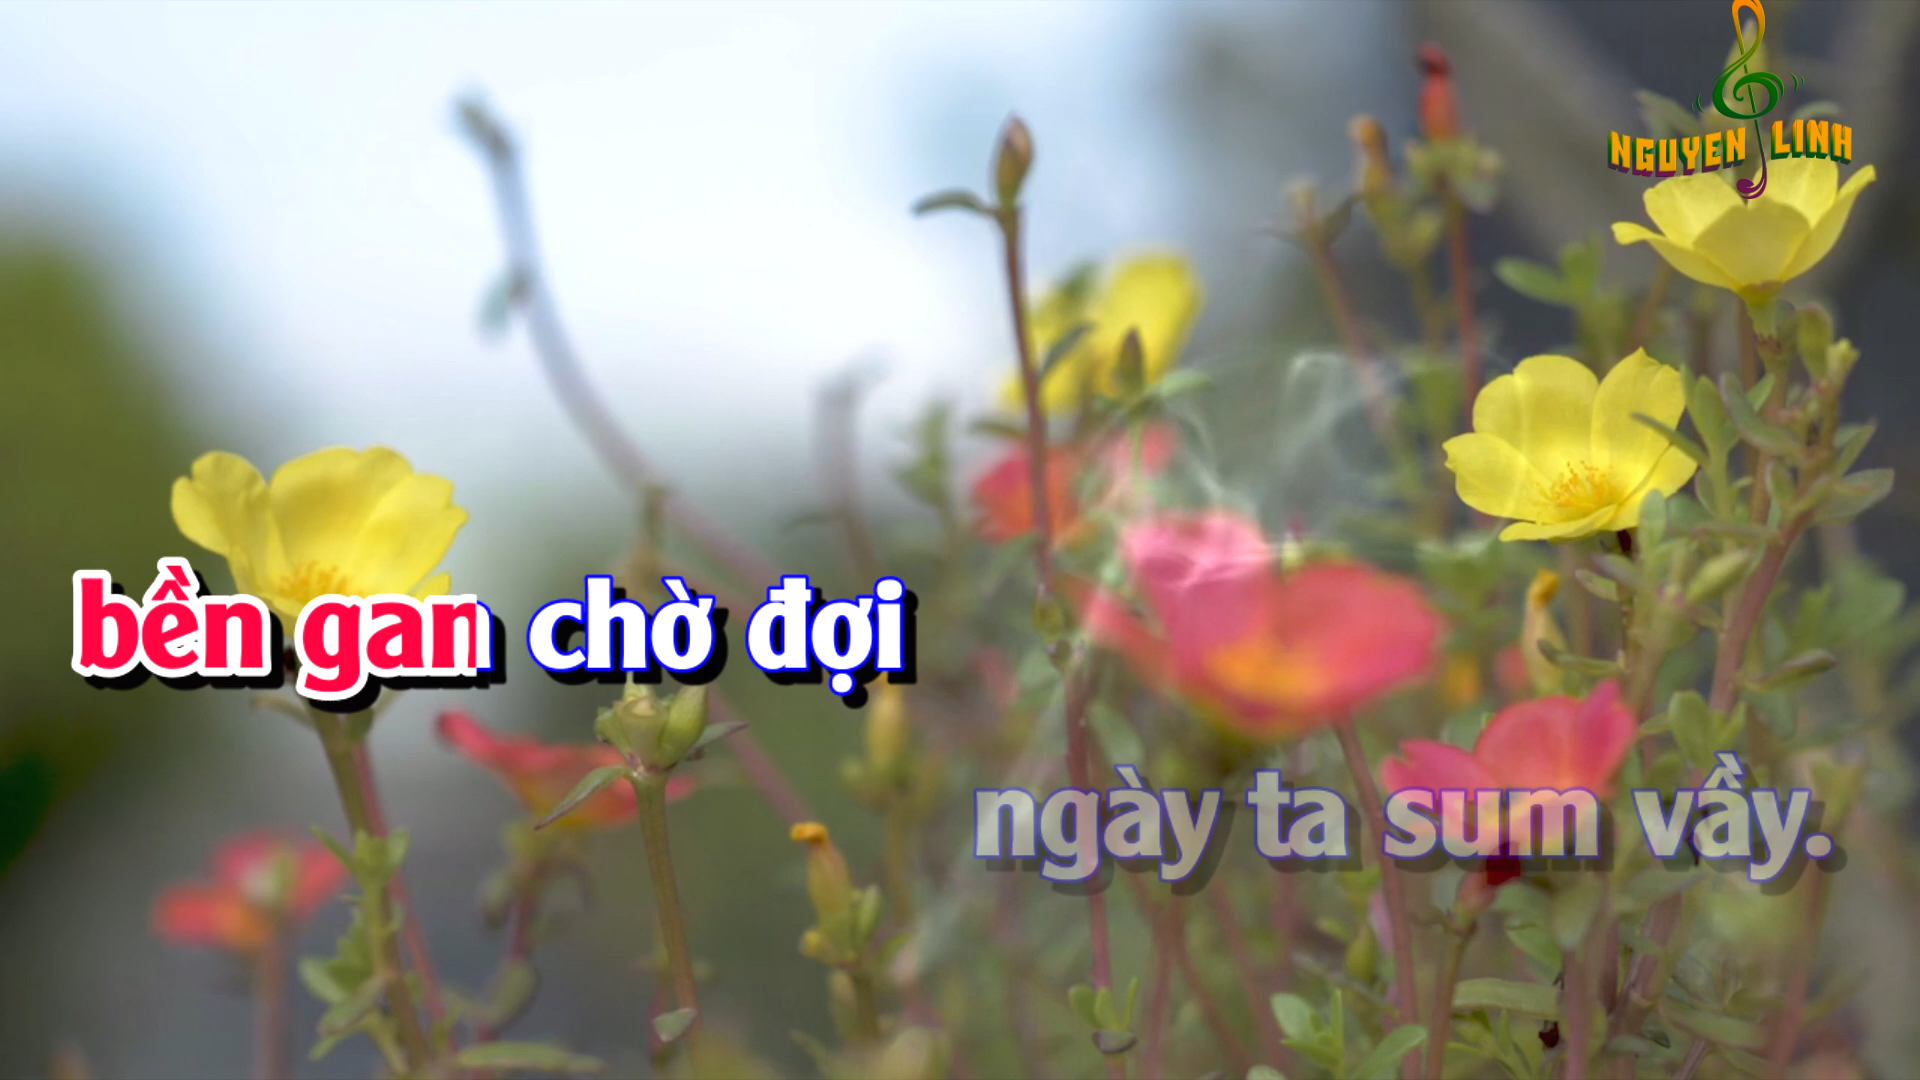 NGUYEN LINH
bền gan chờ đợi
ngày ta sum vầy.